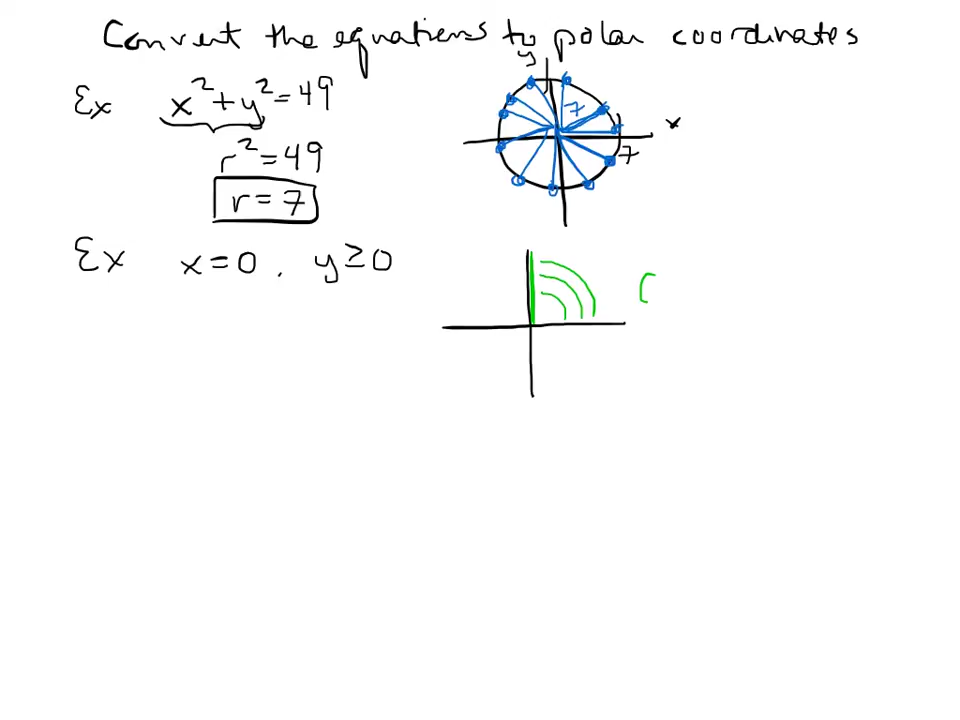 Convert the equations to polar coordinates
Ex x²+y²=49
r²=49
r=7
y
7
x
7
Ex x=0, y≥0